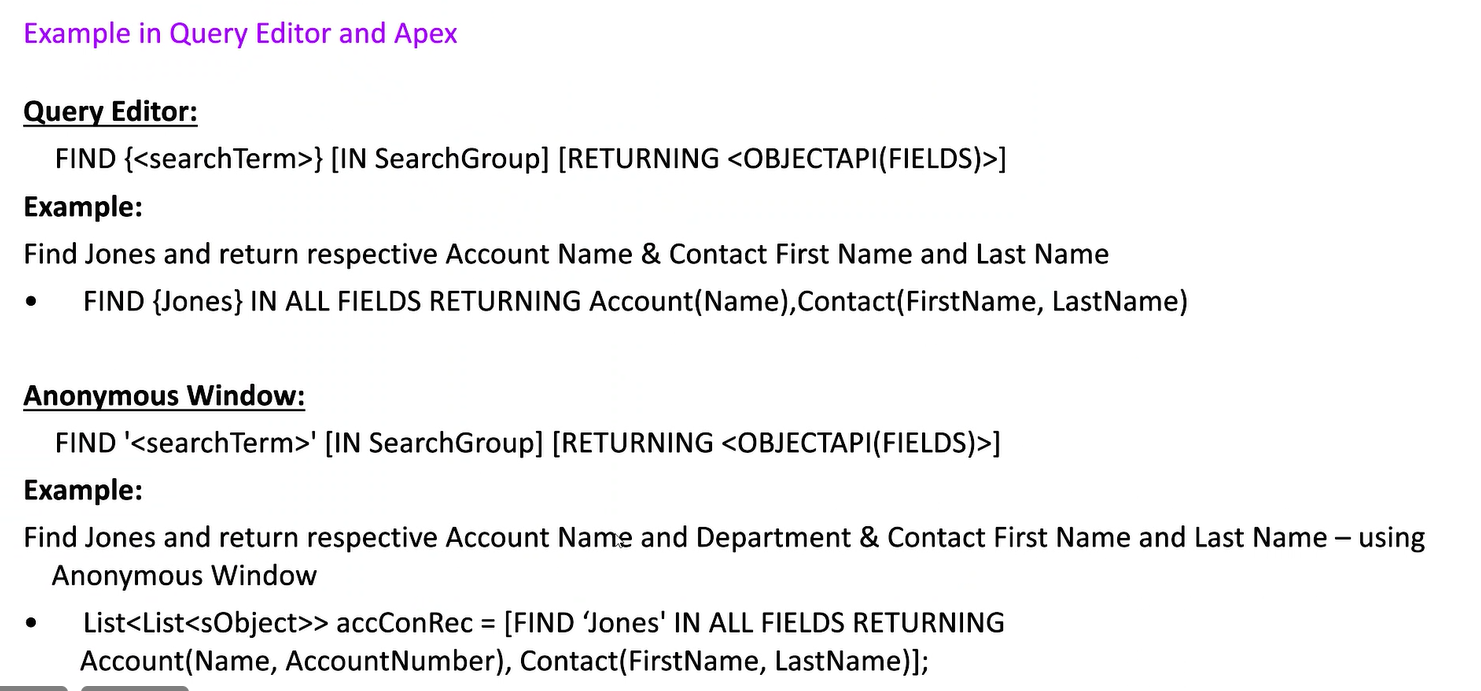 Example in Query Editor and Apex
Query Editor:
FIND {<searchTerm>} [IN SearchGroup] [RETURNING <OBJECTAPI(FIELDS)>]
Example:
Find Jones and return respective Account Name & Contact First Name and Last Name
• FIND {Jones} IN ALL FIELDS RETURNING Account(Name),Contact(FirstName, LastName)
Anonymous Window:
FIND '<searchTerm>' [IN SearchGroup] [RETURNING <OBJECTAPI(FIELDS)>]
Example:
Find Jones and return respective Account Name and Department & Contact First Name and Last Name – using
Anonymous Window
• List<List<sObject>> accConRec = [FIND ‘Jones' IN ALL FIELDS RETURNING
Account(Name, AccountNumber), Contact(FirstName, LastName)];